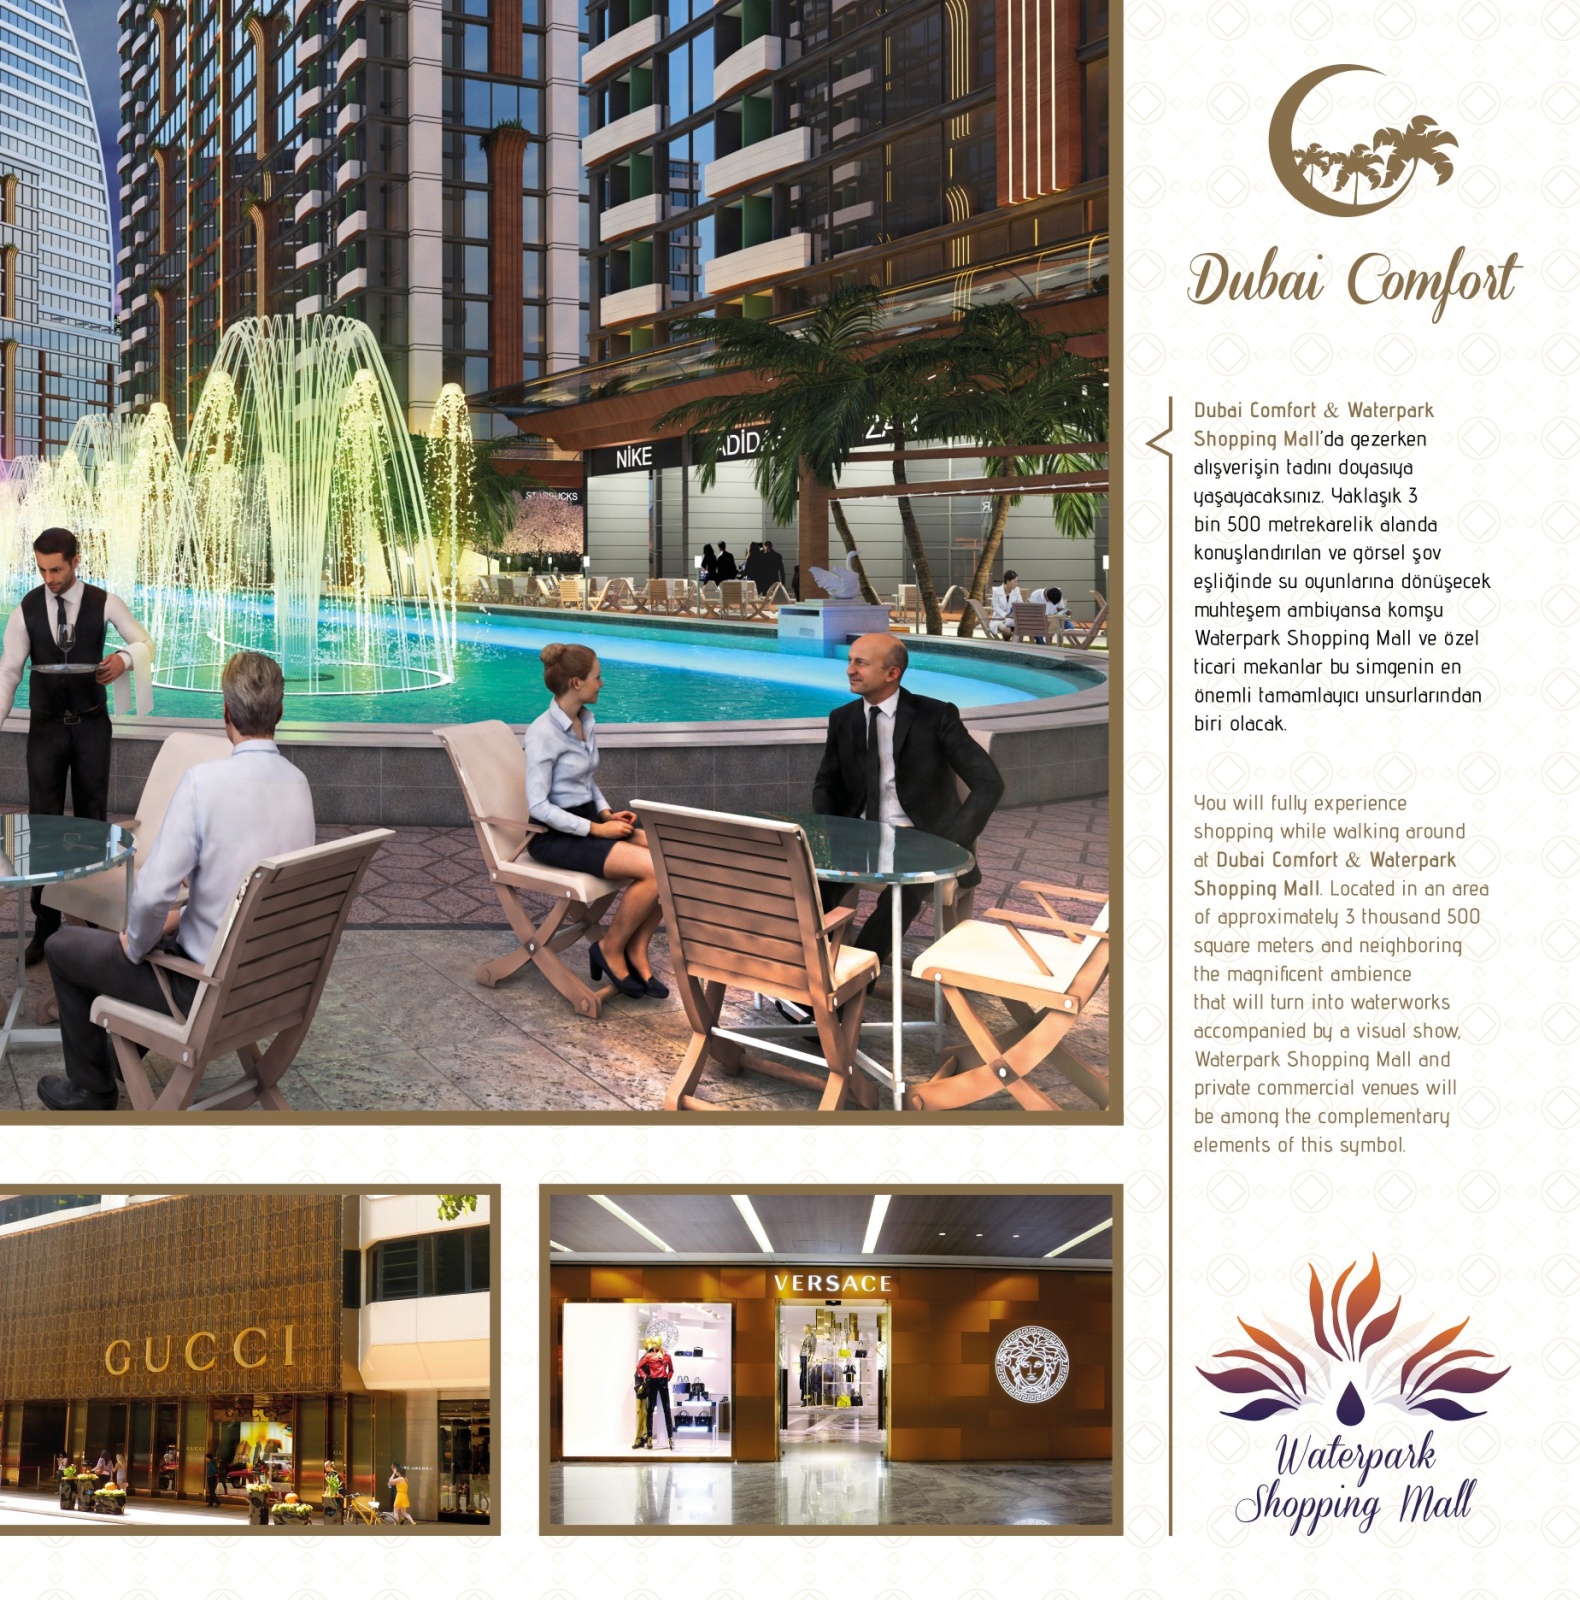 Dubai Comfort
NİKE
STARBUCKS
Dubai Comfort & Waterpark
Shopping Mall'da gezerken
alışverişin tadını doyasıya
yaşayacaksınız. Yaklaşık 3
bin 500 metrekarelik alanda
konuşlandırılan ve görsel şov
eşliğinde su oyunlarına dönüşecek
muhteşem ambiyansa komşu
Waterpark Shopping Mall ve özel
ticari mekanlar bu simgenin en
önemli tamamlayıcı unsurlarından
biri olacak.
You will fully experience
shopping while walking around
at Dubai Comfort & Waterpark
Shopping Mall. Located in an area
of approximately 3 thousand 500
square meters and neighboring
the magnificent ambience
that will turn into waterworks
accompanied by a visual show,
Waterpark Shopping Mall and
private commercial venues will
be among the complementary
elements of this symbol.
GUCCI
GUCCI
VERSACE
Waterpark
Shopping Mall